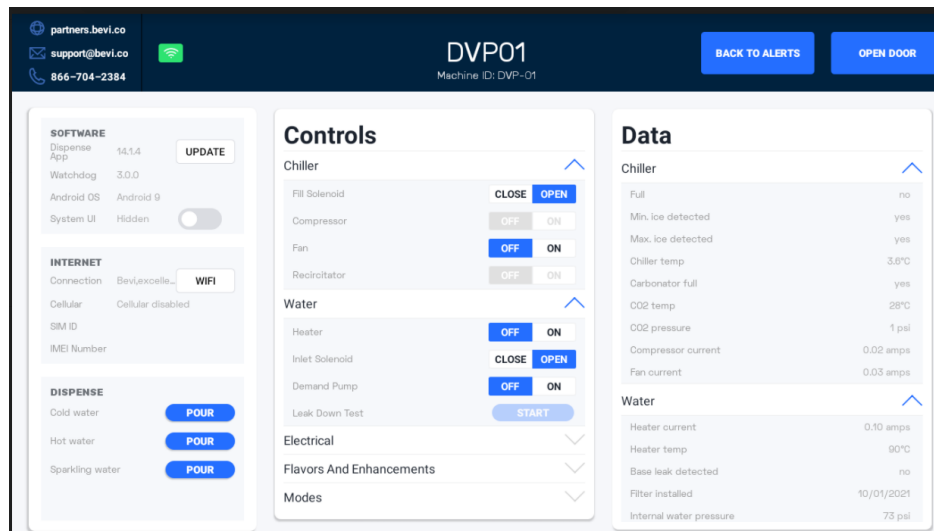 partners.bevi.co
support@bevi.co
866-704-2384
DVP01
Machine ID: DVP-01
BACK TO ALERTS
OPEN DOOR
SOFTWARE
Dispense App 14.1.4 UPDATE
Watchdog 3.0.0
Android OS Android 9
System UI Hidden
INTERNET
Connection Bevi,excelle... WIFI
Cellular Cellular disabled
SIM ID
IMEI Number
DISPENSE
Cold water POUR
Hot water POUR
Sparkling water POUR
Controls
Chiller
Fill Solenoid CLOSE OPEN
Compressor OFF ON
Fan OFF ON
Recircitator OFF ON
Water
Heater OFF ON
Inlet Solenoid CLOSE OPEN
Demand Pump OFF ON
Leak Down Test START
Electrical
Flavors And Enhancements
Modes
Data
Chiller
Full no
Min. ice detected yes
Max. ice detected yes
Chiller temp 3.6°C
Carbonator full yes
CO2 temp 28°C
CO2 pressure 1 psi
Compressor current 0.02 amps
Fan current 0.03 amps
Water
Heater current 0.10 amps
Heater temp 90°C
Base leak detected no
Filter installed 10/01/2021
Internal water pressure 73 psi